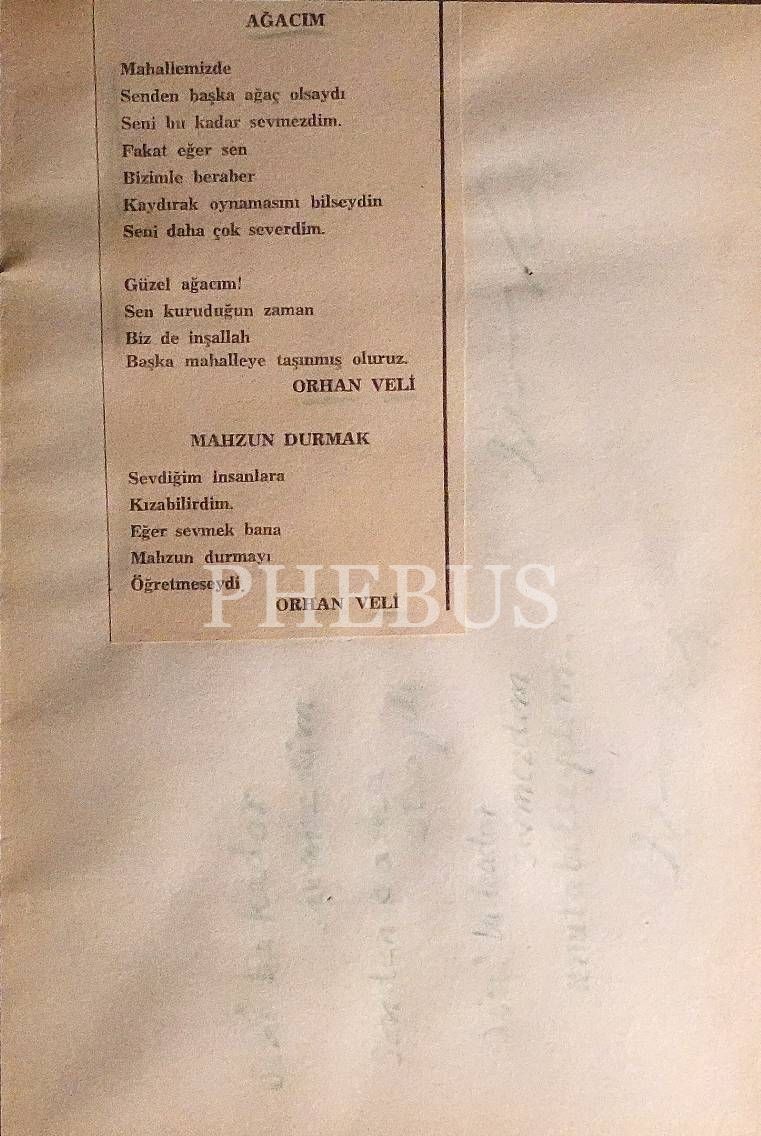 AĞACIM
Mahallemizde
Senden başka ağaç olsaydı
Seni bu kadar sevmezdim.
Fakat eğer sen
Bizimle beraber
Kaydırak oynamasını bilseydin
Seni daha çok severdim.
Güzel ağacım!
Sen kuruduğun zaman
Biz de inşallah
Başka mahalleye taşınmış oluruz.
ORHAN VELİ
MAHZUN DURMAK
Sevdiğim insanlara
Kızabilirdim.
Eğer sevmek bana
Mahzun durmayı
Öğretmeseydi
ORHAN VELİ
PHEBUS